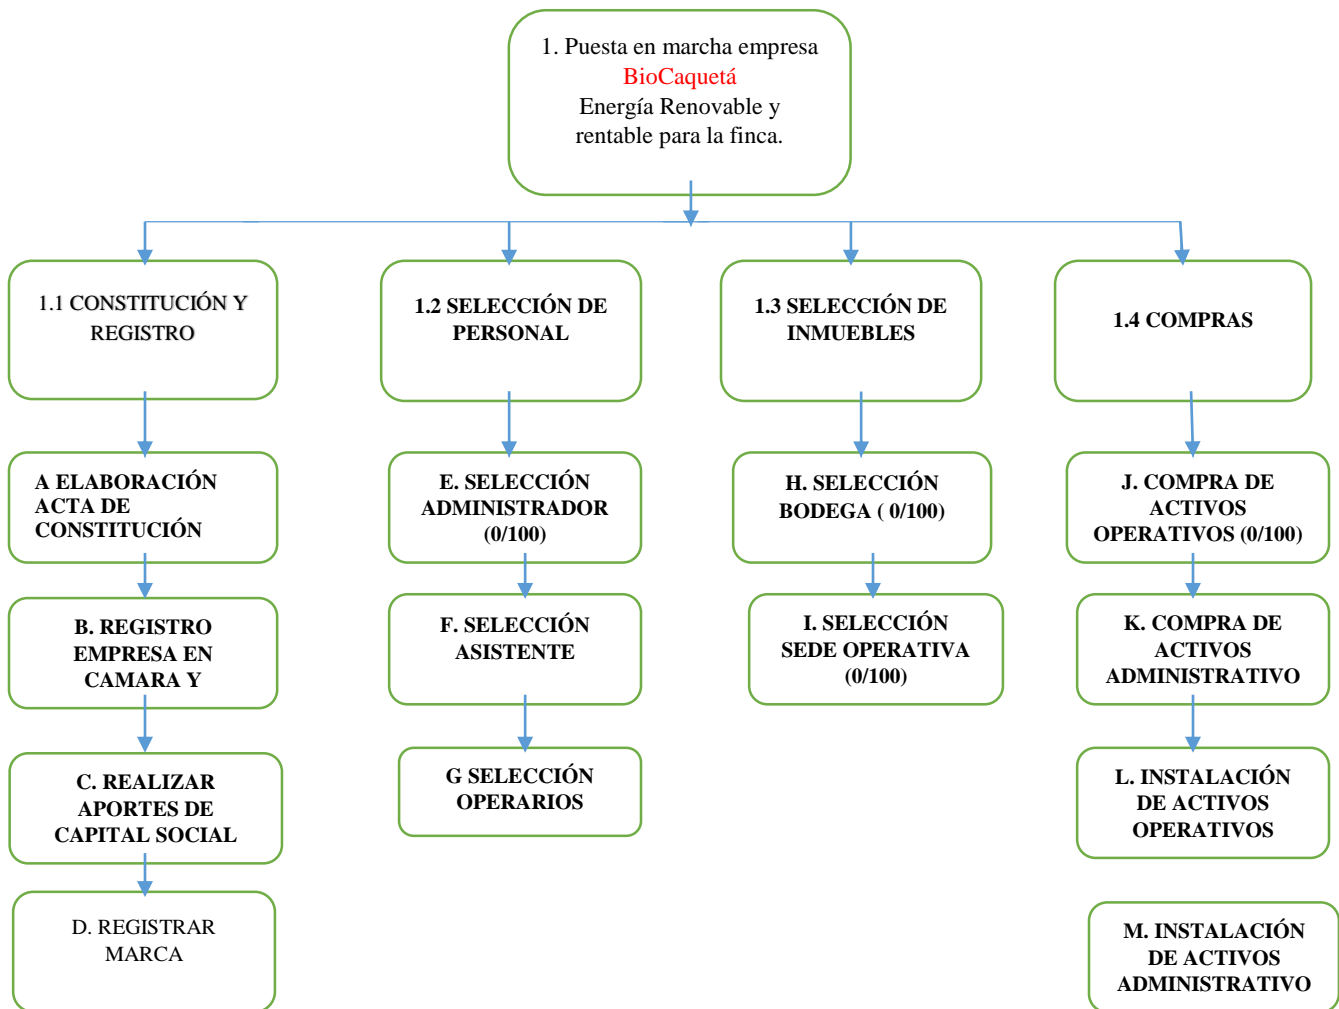 1. Puesta en marcha empresa
BioCaquetá
Energía Renovable y
rentable para la finca.
1.1 CONSTITUCIÓN Y
REGISTRO
1.2 SELECCIÓN DE
PERSONAL
1.3 SELECCIÓN DE
INMUEBLES
1.4 COMPRAS
A ELABORACIÓN
ACTA DE
CONSTITUCIÓN
E. SELECCIÓN
ADMINISTRADOR
(0/100)
H. SELECCIÓN
BODEGA ( 0/100)
J. COMPRA DE
ACTIVOS
OPERATIVOS (0/100)
B. REGISTRO
EMPRESA EN
CAMARA Y
F. SELECCIÓN
ASISTENTE
I. SELECCIÓN
SEDE OPERATIVA
(0/100)
K. COMPRA DE
ACTIVOS
ADMINISTRATIVO
C. REALIZAR
APORTES DE
CAPITAL SOCIAL
G SELECCIÓN
OPERARIOS
L. INSTALACIÓN
DE ACTIVOS
OPERATIVOS
D. REGISTRAR
MARCA
M. INSTALACIÓN
DE ACTIVOS
ADMINISTRATIVO